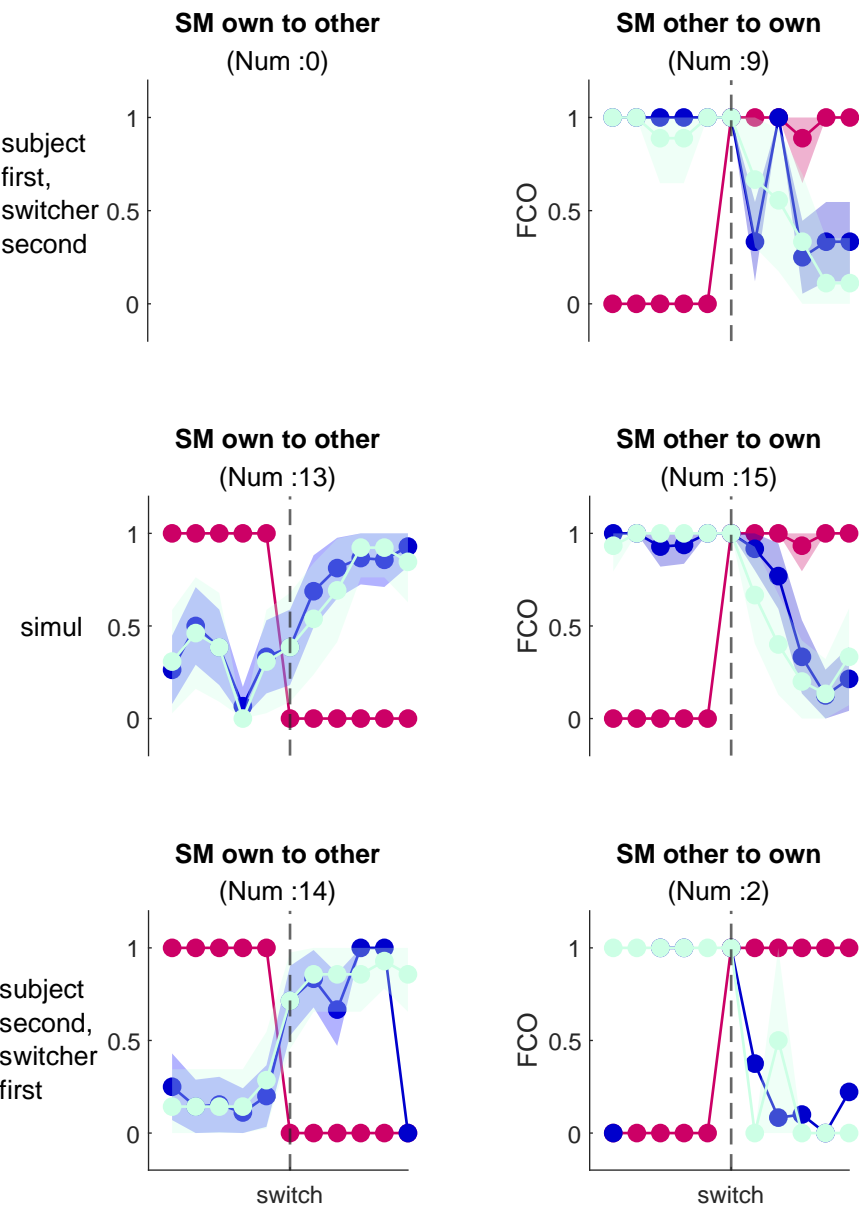 SM own to other
(Num :0)
SM other to own
(Num :9)
subject
first,
switcher
second
1
0.5
0
FCO
1
0.5
0
SM own to other
(Num :13)
SM other to own
(Num :15)
simul
1
0.5
0
FCO
1
0.5
0
SM own to other
(Num :14)
SM other to own
(Num :2)
subject
second,
switcher
first
1
0.5
0
FCO
1
0.5
0
switch
switch